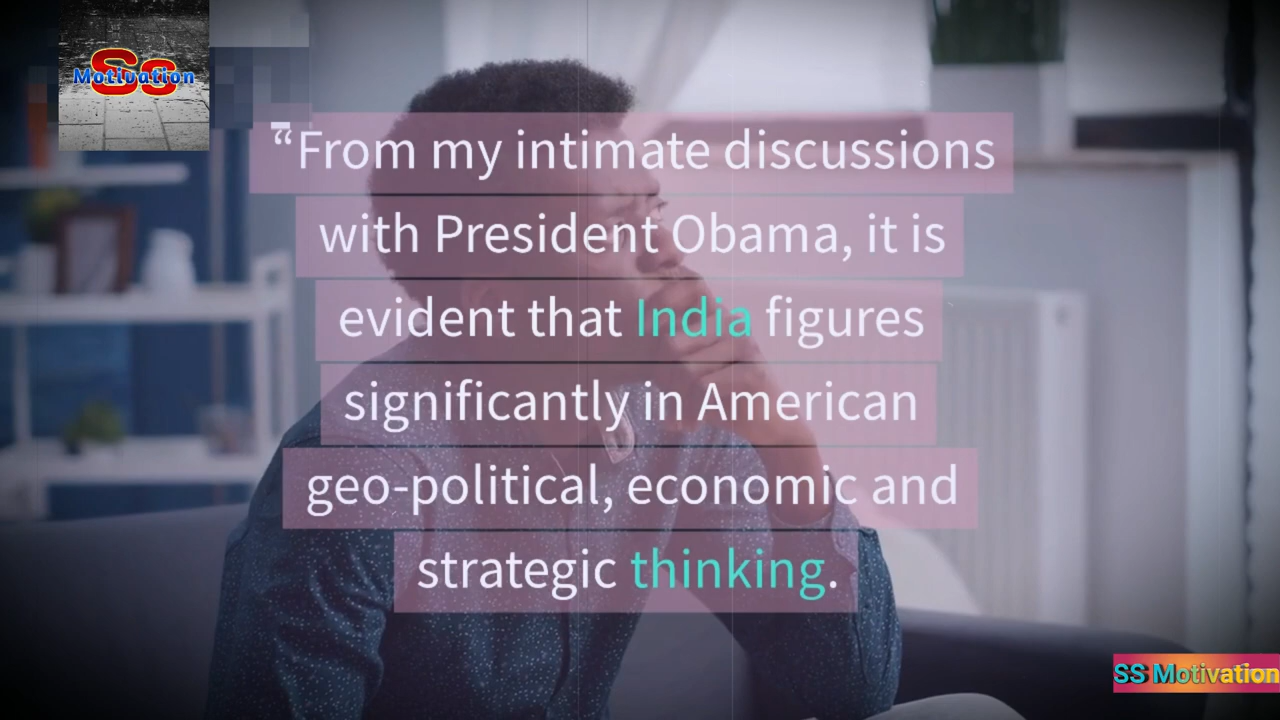 Ss
Motivation
“From my intimate discussions
with President Obama, it is
evident that India figures
significantly in American
geo-political, economic and
strategic thinking.
SS Motivation